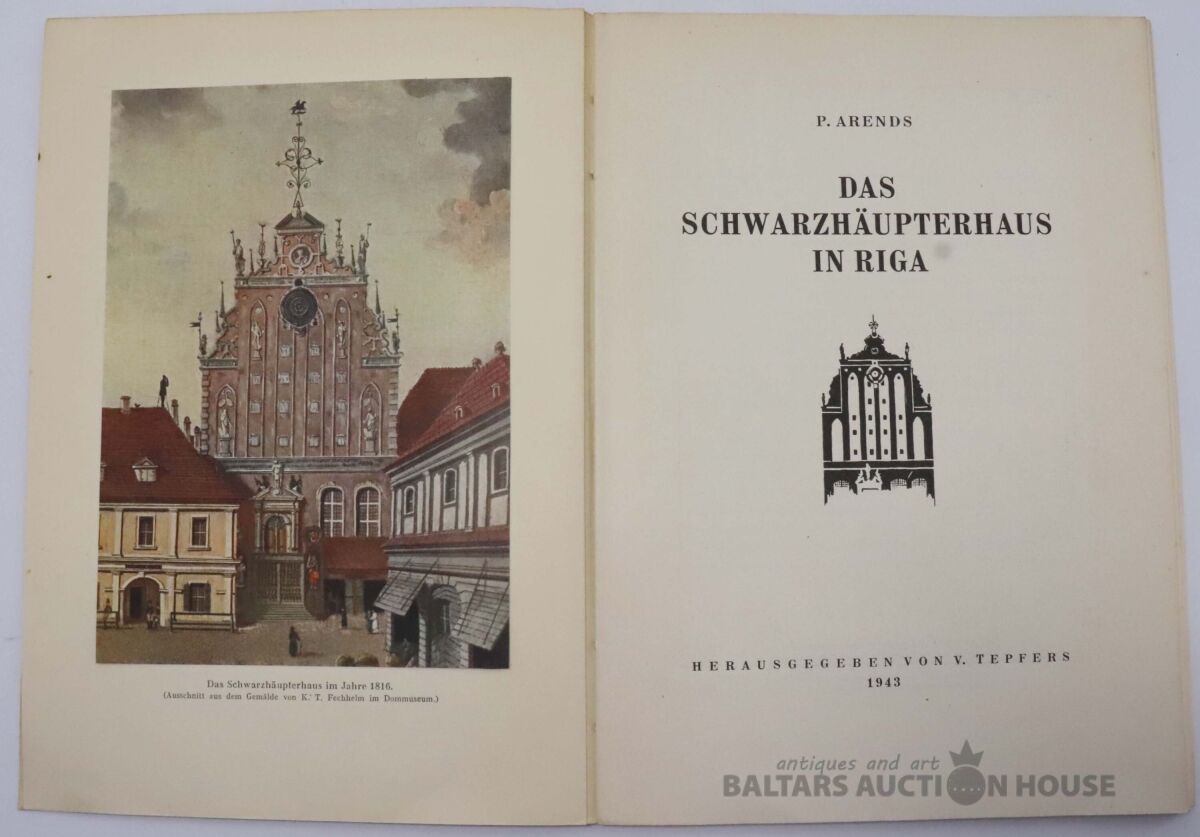 Das Schwarzhäupterhaus im Jahre 1816.
(Ausschnitt aus dem Gemälde von K. T. Fechhelm im Dommuseum.)
P. ARENDS
DAS
SCHWARZHÄUPTERHAUS
IN RIGA
HERAUSGEGEBEN VON V. TEPFERS
1943
antiques and art
BALTARS AUCTION HOUSE